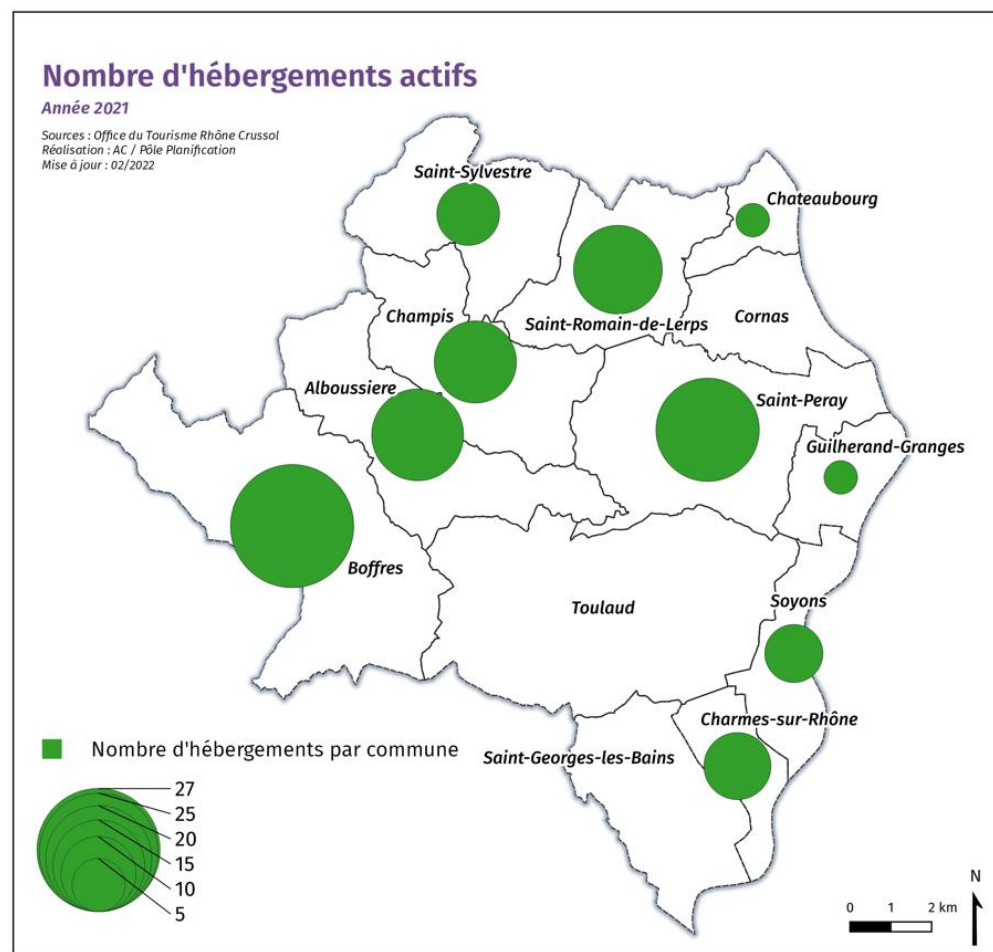 Nombre d'hébergements actifs
Année 2021
Sources : Office du Tourisme Rhône Crussol
Réalisation : AC / Pôle Planification
Mise à jour : 02/2022
Saint-Sylvestre
Chateaubourg
Champis
Saint-Romain-de-Lerps
Cornas
Alboussiere
Saint-Peray
Guilherand-Granges
Boffres
Toulaud
Soyons
Charmes-sur-Rhône
Saint-Georges-les-Bains
Nombre d'hébergements par commune
27
25
20
15
10
5
N
0 1 2 km